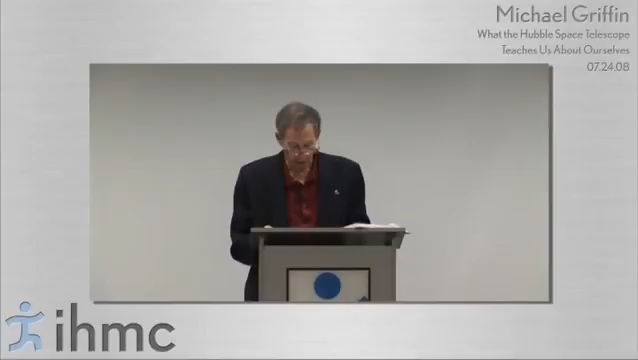 Michael Griffin
What the Hubble Space Telescope
Teaches Us About Ourselves
07.24.08
ihmc